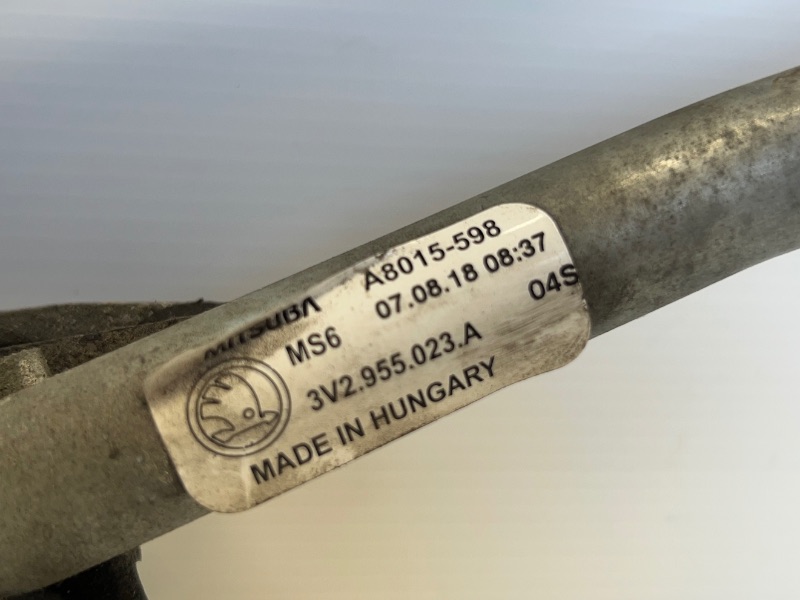 MITSUBA A8015-598
MS6 07.08.18 08:37
04S
3V2.955.023.A
MADE IN HUNGARY